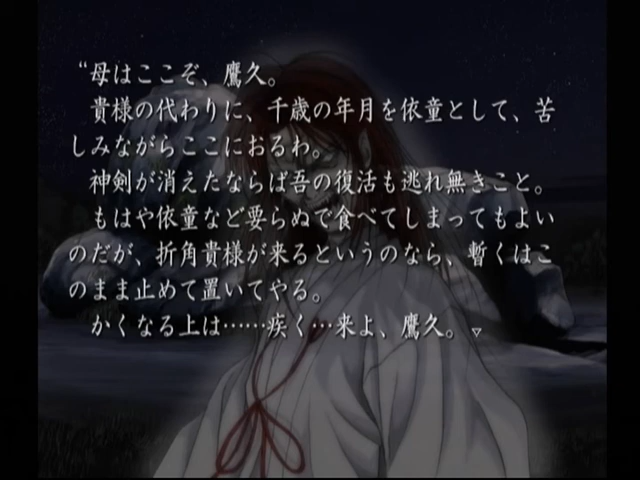 “母はここぞ、鷹久。
貴様の代わりに、千歳の年月を依童として、苦
しみながらここにおるわ。
神剣が消えたならば吾の復活も逃れ無きこと。
もはや依童など要らぬで食べてしまってもよい
のだが、折角貴様が来るというのなら、暫くはこ
のまま止めて置いてやる。
かくなる上は……疾く…来よ、鷹久。▽